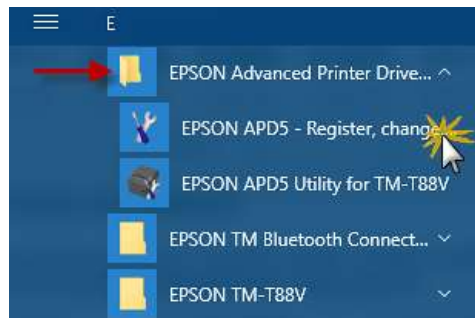 E
EPSON Advanced Printer Drive...
EPSON APD5 - Register, change...
EPSON APD5 Utility for TM-T88V
EPSON TM Bluetooth Connect...
EPSON TM-T88V